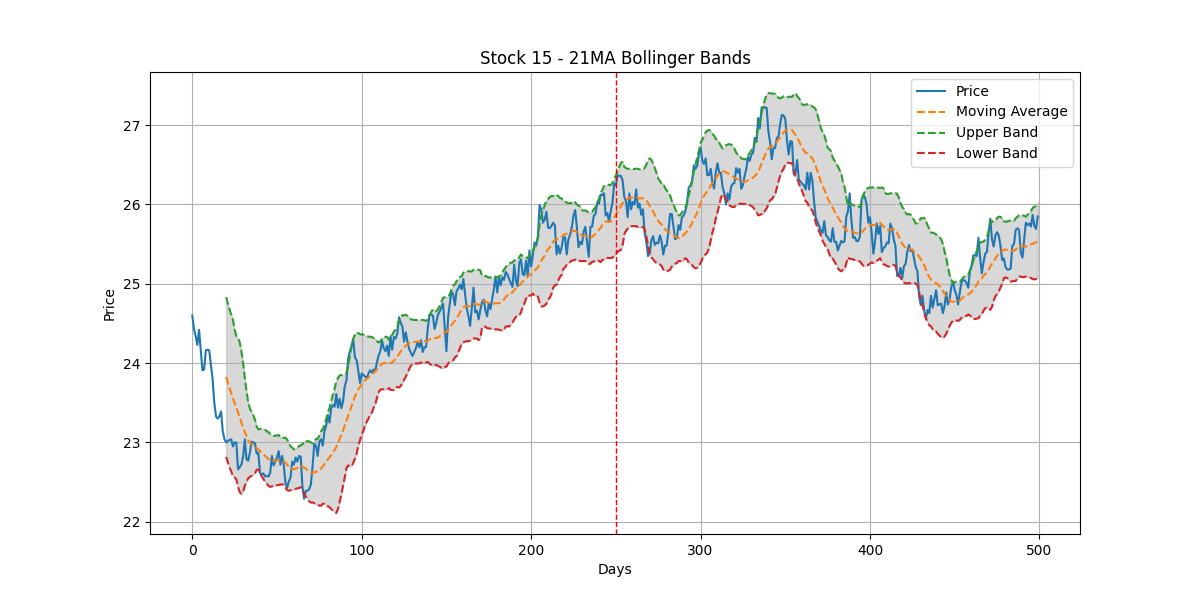 Stock 15 - 21MA Bollinger Bands
Price
Moving Average
Upper Band
Lower Band
27
26
25
24
23
22
Price
0
100
200
300
400
500
Days